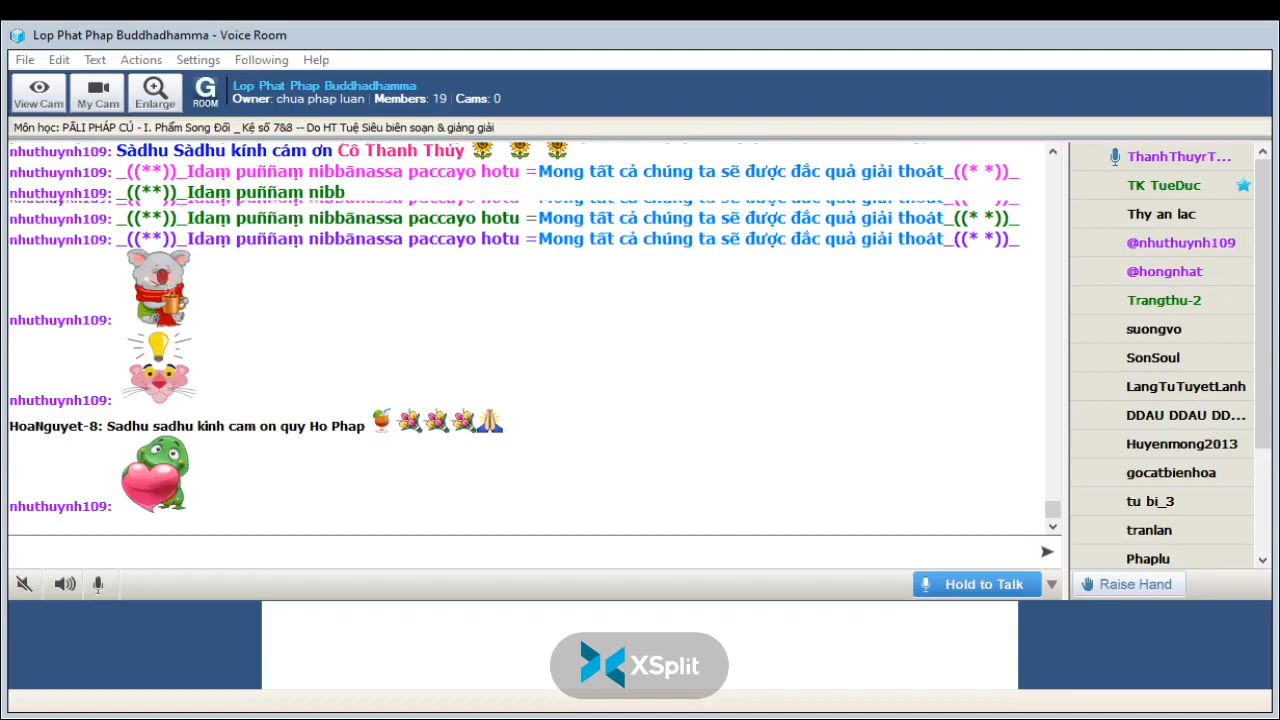 Lop Phat Phap Buddhadhamma - Voice Room
File Edit Text Actions Settings Following Help
View Cam My Cam Enlarge G ROOM
Lop Phat Phap Buddhadhamma
Owner: chua phap luan | Members: 19 | Cams: 0
Môn học: PĀLI PHÁP CÚ - I. Phẩm Song Đối _ Kệ số 7&8 -- Do HT Tuệ Siêu biên soạn & giảng giải
nhuthuynh109: Sàdhu Sàdhu kính cám ơn Cô Thanh Thủy
nhuthuynh109: _((**))_Idaṃ puññaṃ nibbānassa paccayo hotu =Mong tất cả chúng ta sẽ được đắc quả giải thoát_((* *))_
nhuthuynh109: _((**))_Idaṃ puññaṃ nibb
nhuthuynh109: _((**))_Idaṃ puññaṃ nibbānassa paccayo hotu =Mong tất cả chúng ta sẽ được đắc quả giải thoát_((* *))_
nhuthuynh109: _((**))_Idaṃ puññaṃ nibbānassa paccayo hotu =Mong tất cả chúng ta sẽ được đắc quả giải thoát_((* *))_
nhuthuynh109:
nhuthuynh109:
HoaNguyet-8: Sadhu sadhu kinh cam on quy Ho Phap
nhuthuynh109:
ThanhThuyrT...
TK TueDuc
Thy an lac
@nhuthuynh109
@hongnhat
Trangthu-2
suongvo
SonSoul
LangTuTuyetLanh
DDAU DDAU DD...
Huyenmong2013
gocatbienhoa
tu bi_3
tranlan
Phaplu
Hold to Talk
Raise Hand
XSplit